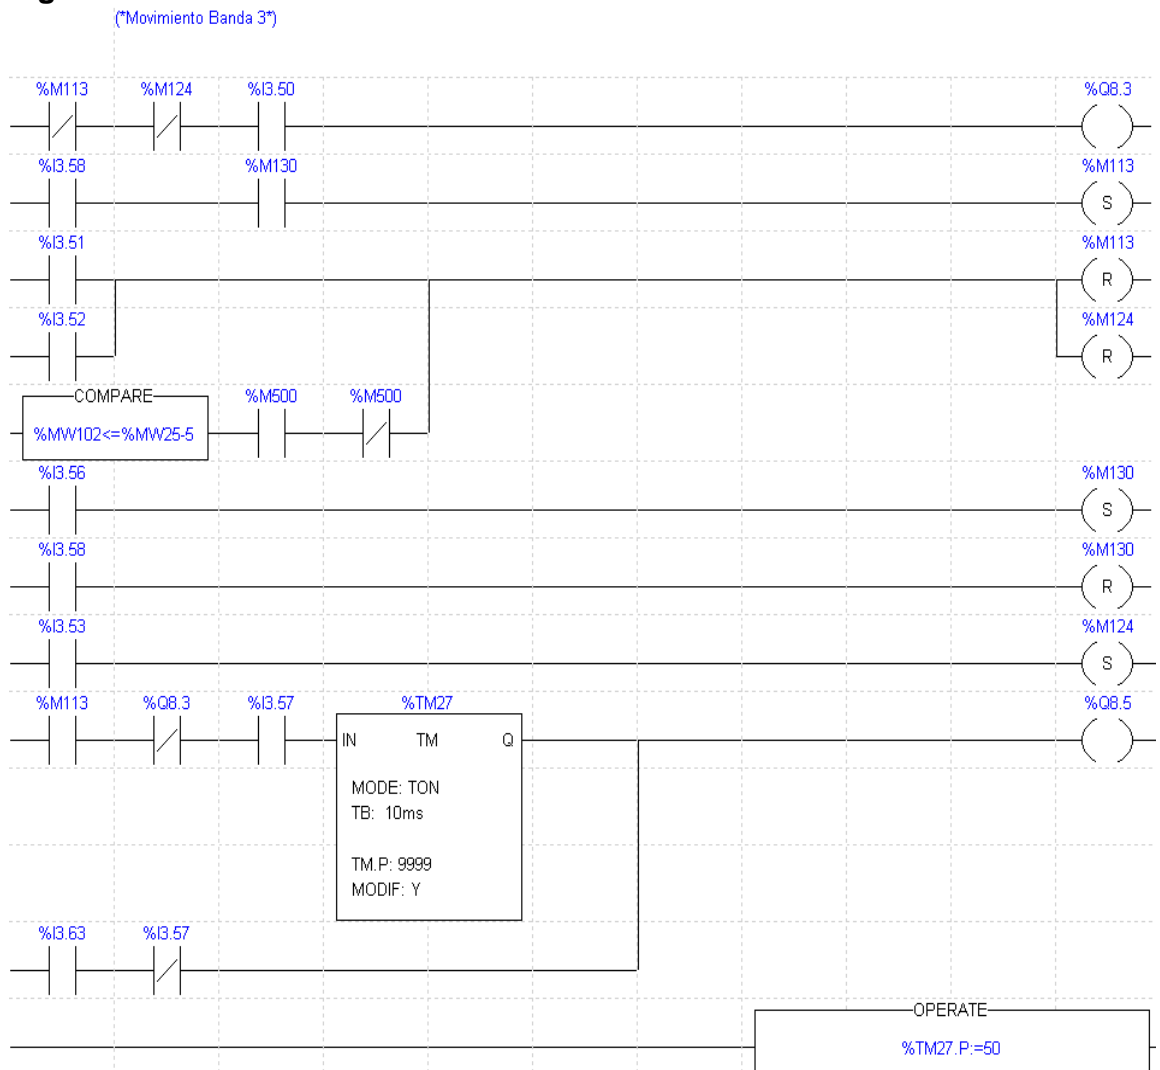 (*Movimiento Banda 3*)
%M113 %M124 %I3.50 %Q8.3
%I3.58 %M130 %M113
S
%I3.51 %M113
R
%I3.52 %M124
R
COMPARE %M500 %M500
%MW102<=%MW25-5
%I3.56 %M130
S
%I3.58 %M130
R
%I3.53 %M124
S
%M113 %Q8.3 %I3.57 %TM27 %Q8.5
IN TM Q
MODE: TON
TB: 10ms
TM.P: 9999
MODIF: Y
%I3.63 %I3.57
OPERATE
%TM27.P:=50